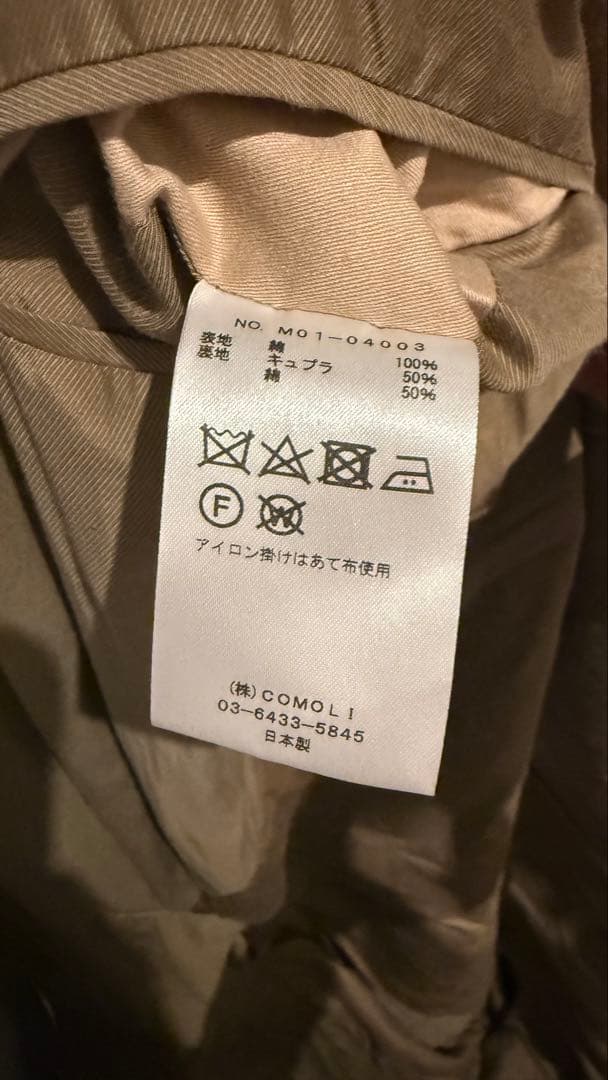 NO. M01-04003
表地 綿 100%
裏地 キュプラ 50%
綿 50%
F W
アイロン掛けはあて布使用
(株)COMOLI
03-6433-5845
日本製